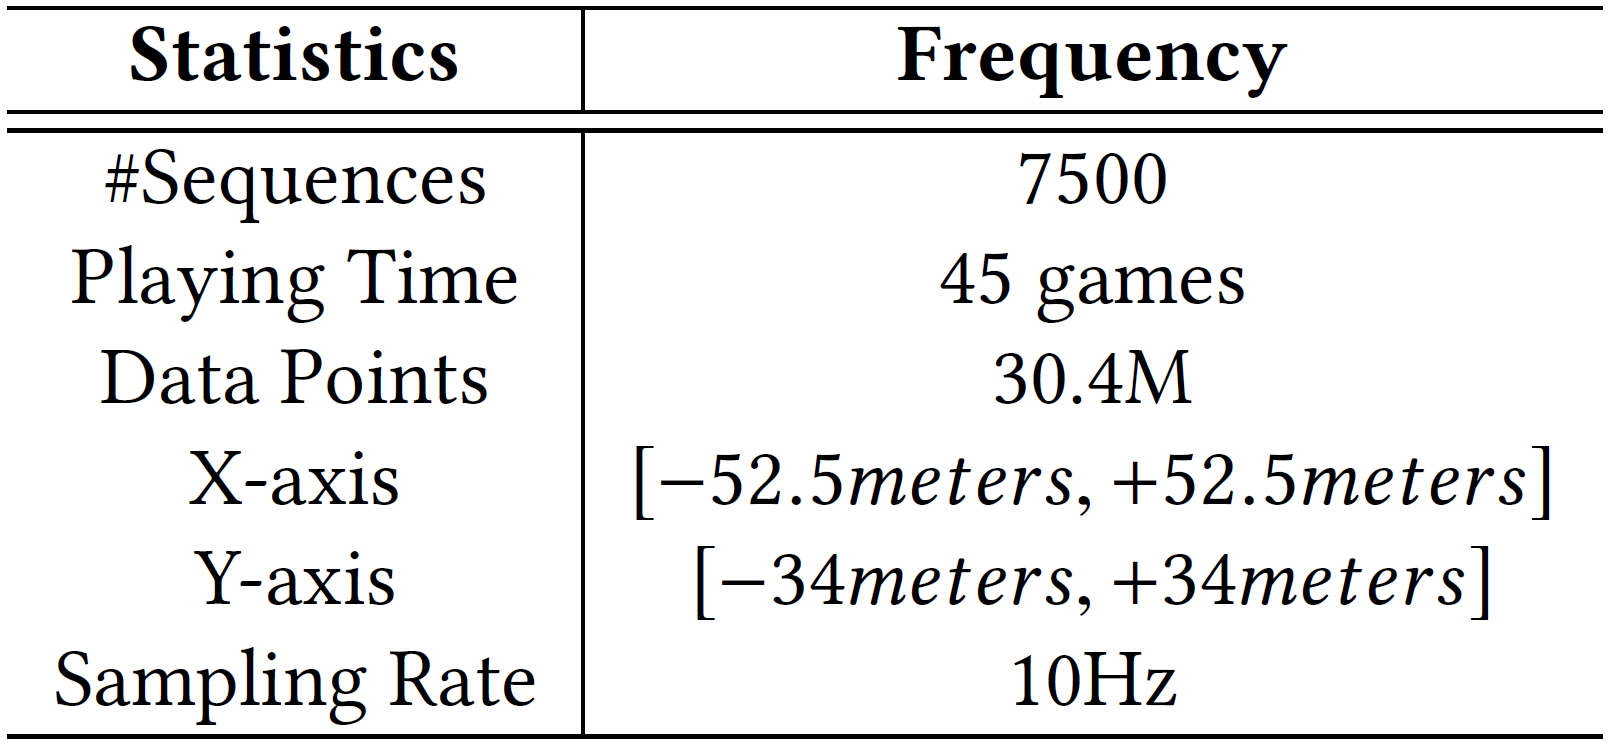 Statistics Frequency
#Sequences 7500
Playing Time 45 games
Data Points 30.4M
X-axis [−52.5meters, +52.5meters]
Y-axis [−34meters, +34meters]
Sampling Rate 10Hz